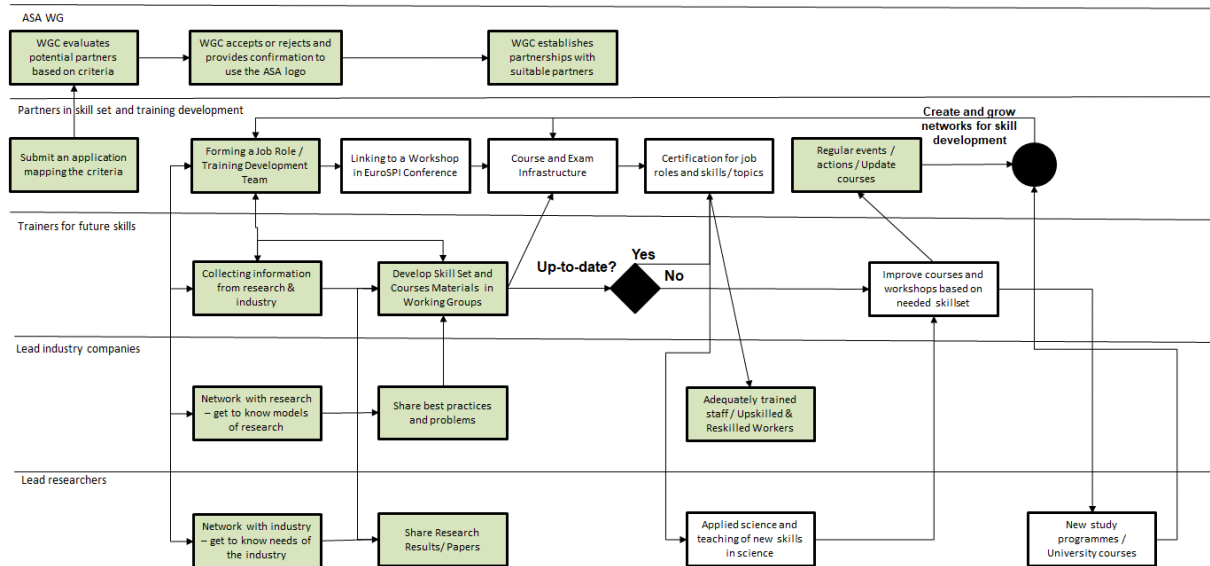 ASA WG
WGC evaluates
potential partners
based on criteria
WGC accepts or rejects and
provides confirmation to
use the ASA logo
WGC establishes
partnerships with
suitable partners
Partners in skill set and training development
Create and grow
networks for skill
development
Submit an application
mapping the criteria
Forming a Job Role /
Training Development
Team
Linking to a Workshop
in EuroSPI Conference
Course and Exam
Infrastructure
Certification for job
roles and skills / topics
Regular events /
actions / Update
courses
Trainers for future skills
Collecting information
from research &
industry
Develop Skill Set and
Courses Materials in
Working Groups
Up-to-date?
Yes
No
Improve courses and
workshops based on
needed skillset
Lead industry companies
Network with research
– get to know models
of research
Share best practices
and problems
Adequately trained
staff / Upskilled &
Reskilled Workers
Lead researchers
Network with industry
– get to know needs of
the industry
Share Research
Results/ Papers
Applied science and
teaching of new skills
in science
New study
programmes /
University courses